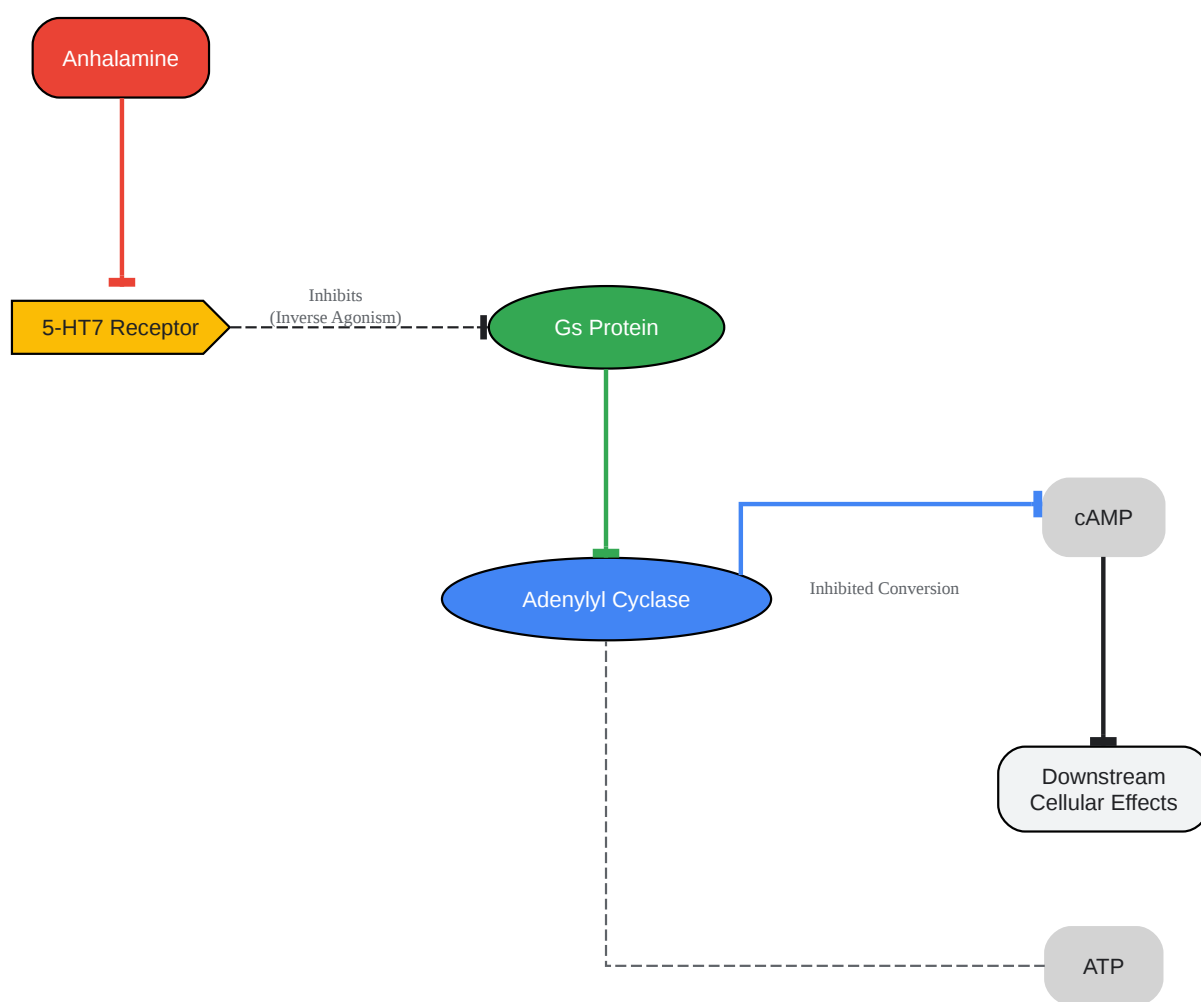 Anhalamine
Inhibits
(Inverse Agonism)
5-HT7 Receptor
Gs Protein
cAMP
Adenylyl Cyclase
Inhibited Conversion
Downstream
Cellular Effects
ATP